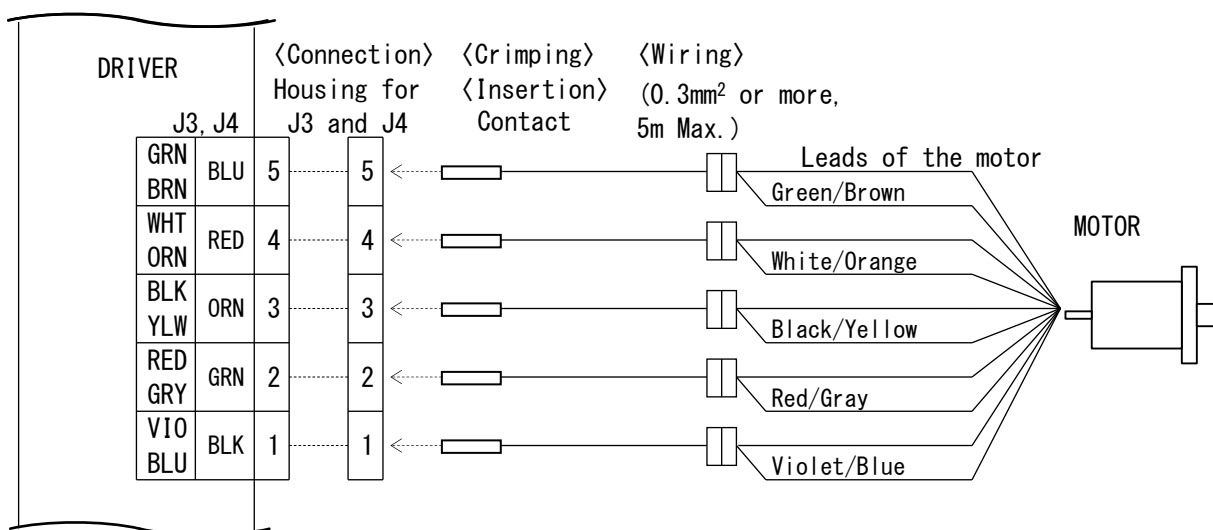 DRIVER
〈Connection〉
Housing for
J3 and J4
〈Crimping〉
〈Insertion〉
Contact
〈Wiring〉
(0.3mm² or more,
5m Max.)
J3, J4
Leads of the motor
MOTOR
GRN
BRN
BLU
5
5
Green/Brown
WHT
ORN
RED
4
4
White/Orange
BLK
YLW
ORN
3
3
Black/Yellow
RED
GRY
GRN
2
2
Red/Gray
VIO
BLU
BLK
1
1
Violet/Blue